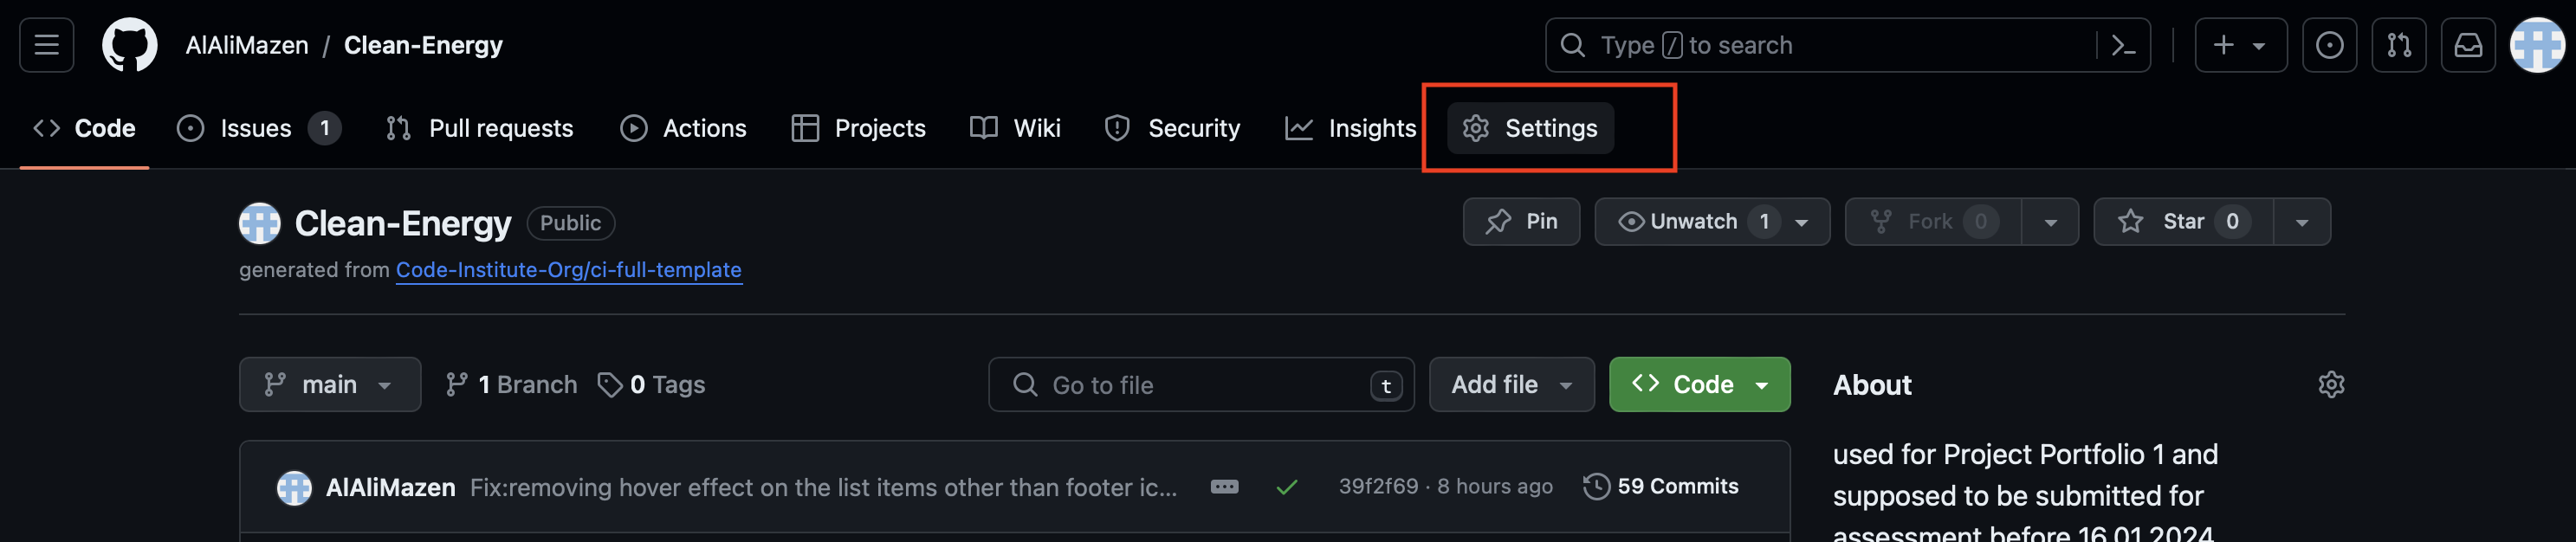 AlAliMazen / Clean-Energy
Type / to search
Code Issues 1 Pull requests Actions Projects Wiki Security Insights Settings
Clean-Energy Public
Pin Unwatch 1 Fork 0 Star 0
generated from Code-Institute-Org/ci-full-template
main 1 Branch 0 Tags Go to file t Add file Code
About
used for Project Portfolio 1 and
supposed to be submitted for
assessment before 16.01.2024
AlAliMazen Fix:removing hover effect on the list items other than footer ic... 39f2f69 · 8 hours ago 59 Commits